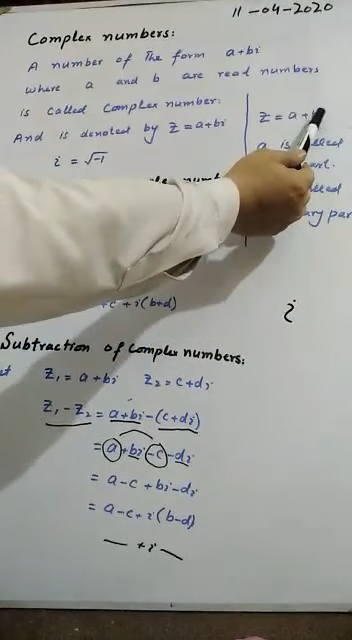 11-04-2020
Complex numbers:
A number of the form a+bi
where a and b are real numbers
is called Complex number:
And is denoted by Z = a+bi
i = √-1
Z = a+
a is
part.
+c + i(b+d)
i
Subtraction of Complex numbers:
Z₁ = a+bi Z₂ = c+di
Z₁-Z₂ = a+bi-(c+di)
= a+bi-c-di
= a-c+bi-di
= a-c+i(b-d)
— +i —